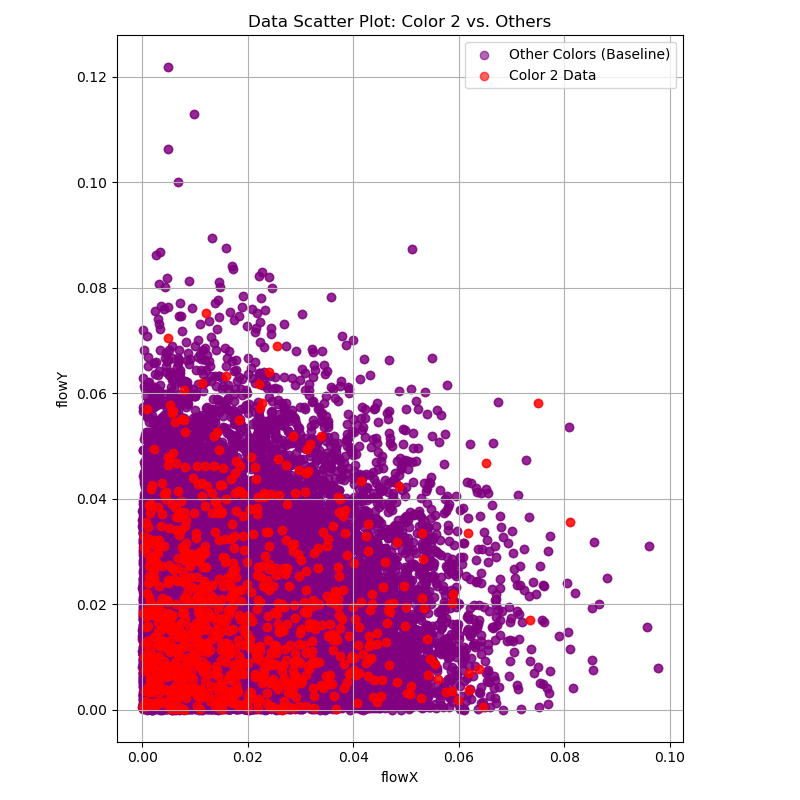 Data Scatter Plot: Color 2 vs. Others
Other Colors (Baseline)
Color 2 Data
flowY
0.12
0.10
0.08
0.06
0.04
0.02
0.00
0.00 0.02 0.04 0.06 0.08 0.10
flowX